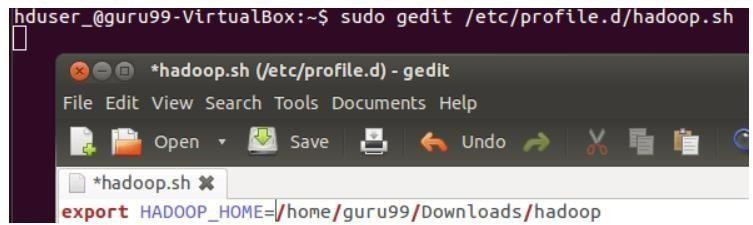 hduser_@guru99-VirtualBox:~$ sudo gedit /etc/profile.d/hadoop.sh
*hadoop.sh (/etc/profile.d) - gedit
File Edit View Search Tools Documents Help
Open Save Undo
*hadoop.sh
export HADOOP_HOME=/home/guru99/Downloads/hadoop